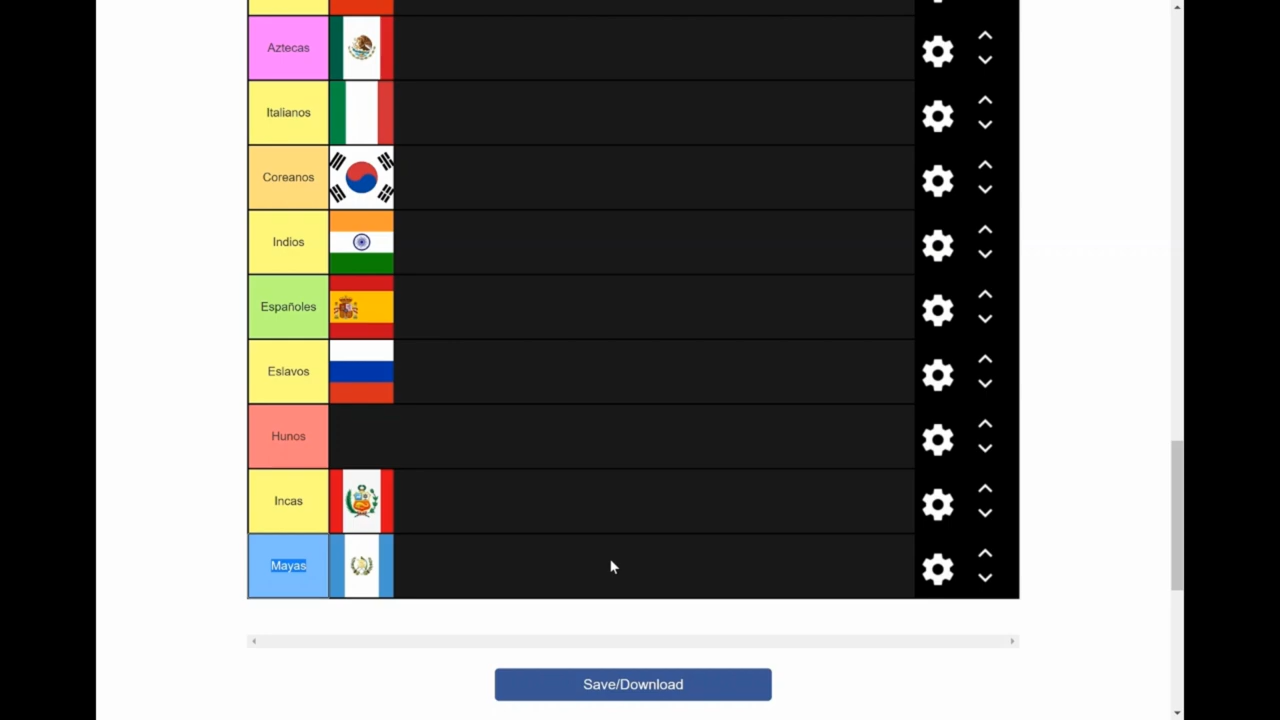 Aztecas
Italianos
Coreanos
Indios
Españoles
Eslavos
Hunos
Incas
Mayas
Save/Download